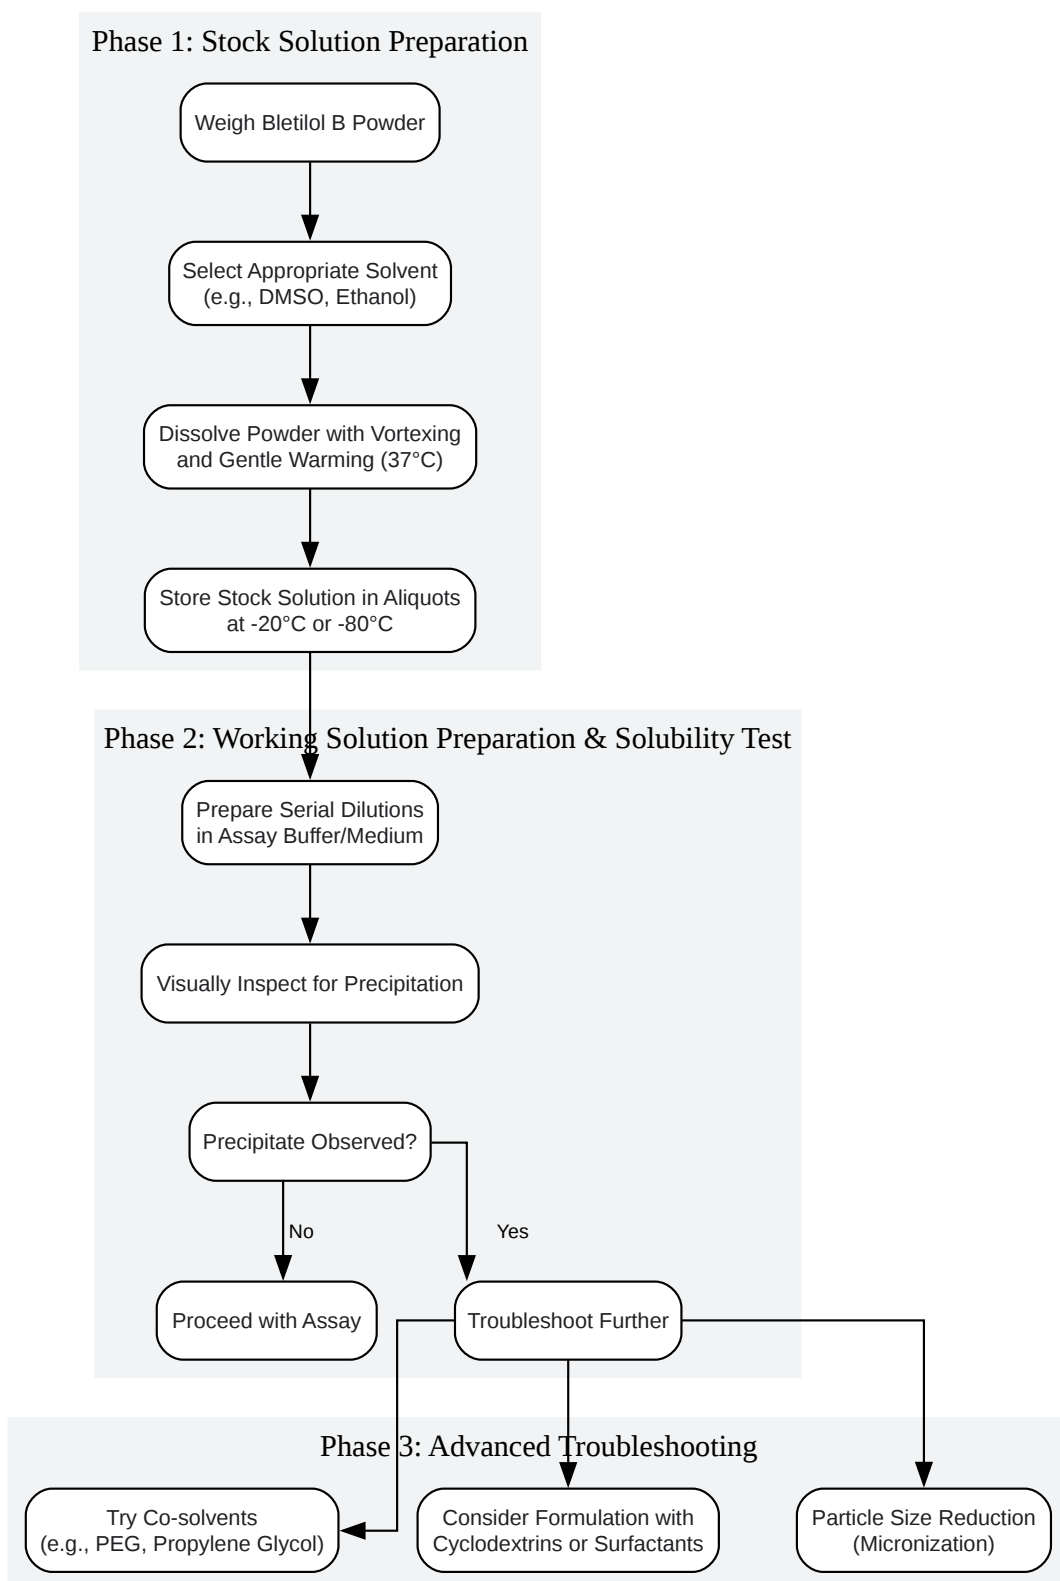 Phase 1: Stock Solution Preparation
Weigh Bletilol B Powder
Select Appropriate Solvent
(e.g., DMSO, Ethanol)
Dissolve Powder with Vortexing
and Gentle Warming (37°C)
Store Stock Solution in Aliquots
at -20°C or -80°C
Phase 2: Working Solution Preparation & Solubility Test
Prepare Serial Dilutions
in Assay Buffer/Medium
Visually Inspect for Precipitation
Precipitate Observed?
No
Yes
Proceed with Assay
Troubleshoot Further
Phase 3: Advanced Troubleshooting
Try Co-solvents
(e.g., PEG, Propylene Glycol)
Consider Formulation with
Cyclodextrins or Surfactants
Particle Size Reduction
(Micronization)